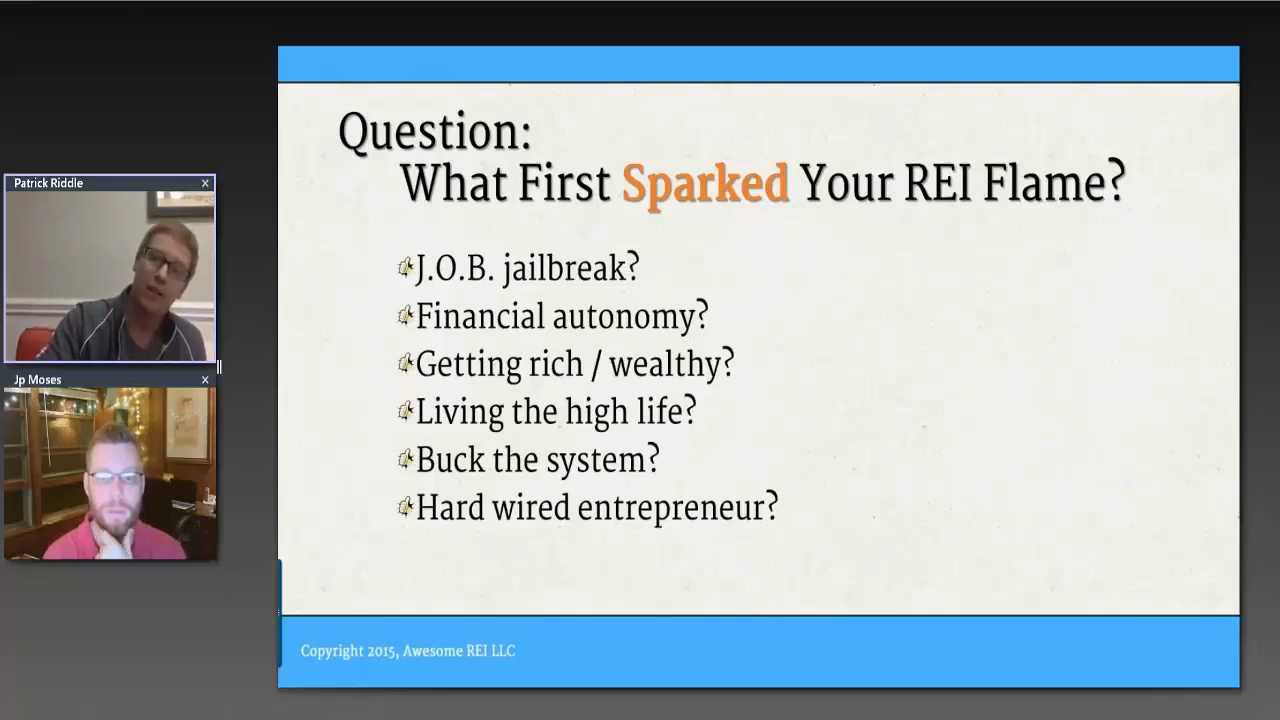 Patrick Riddle
Jp Moses
Question:
What First Sparked Your REI Flame?
J.O.B. jailbreak?
Financial autonomy?
Getting rich / wealthy?
Living the high life?
Buck the system?
Hard wired entrepreneur?
Copyright 2015, Awesome REI LLC